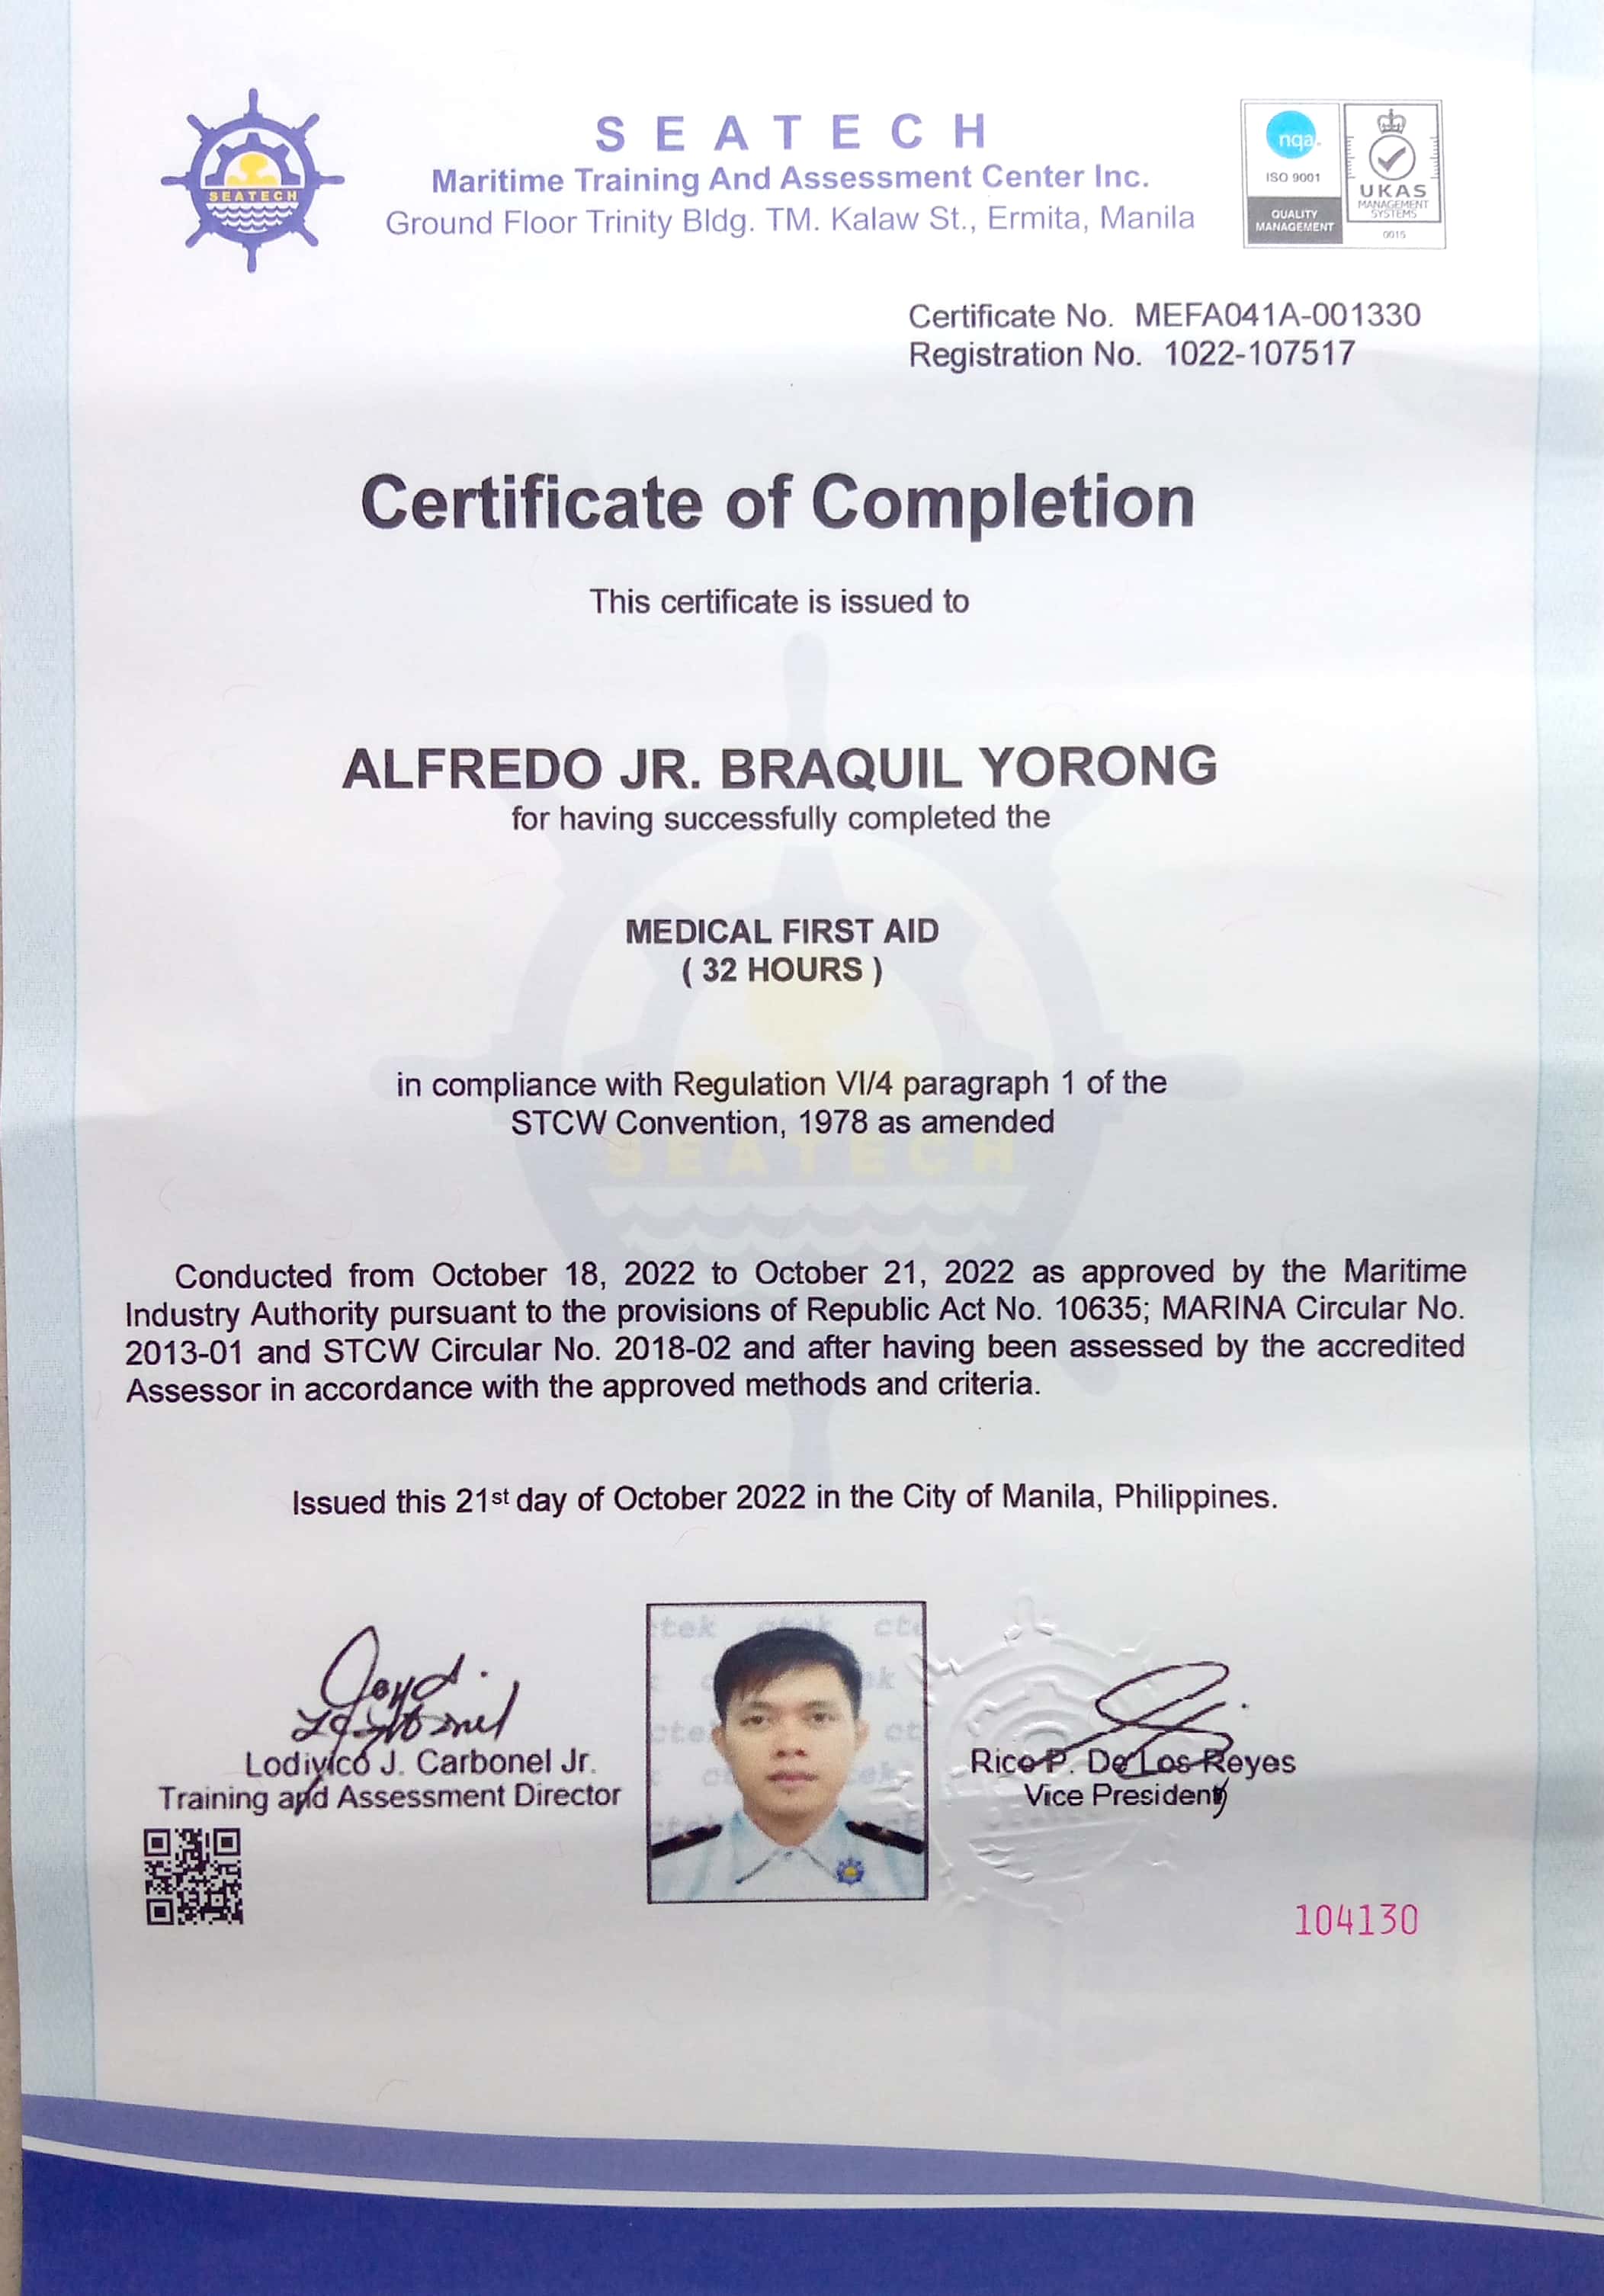 SEATECH
SEATECH
Maritime Training And Assessment Center Inc.
Ground Floor Trinity Bldg. TM. Kalaw St., Ermita, Manila
nqa.
ISO 9001
QUALITY
MANAGEMENT
UKAS
MANAGEMENT
SYSTEMS
0015
Certificate No. MEFA041A-001330
Registration No. 1022-107517
Certificate of Completion
This certificate is issued to
ALFREDO JR. BRAQUIL YORONG
for having successfully completed the
MEDICAL FIRST AID
( 32 HOURS )
in compliance with Regulation VI/4 paragraph 1 of the
STCW Convention, 1978 as amended
SEATECH
Conducted from October 18, 2022 to October 21, 2022 as approved by the Maritime
Industry Authority pursuant to the provisions of Republic Act No. 10635; MARINA Circular No.
2013-01 and STCW Circular No. 2018-02 and after having been assessed by the accredited
Assessor in accordance with the approved methods and criteria.
Issued this 21st day of October 2022 in the City of Manila, Philippines.
Lodivico J. Carbonel Jr.
Training and Assessment Director
Rico P. De Los Reyes
Vice President
104130